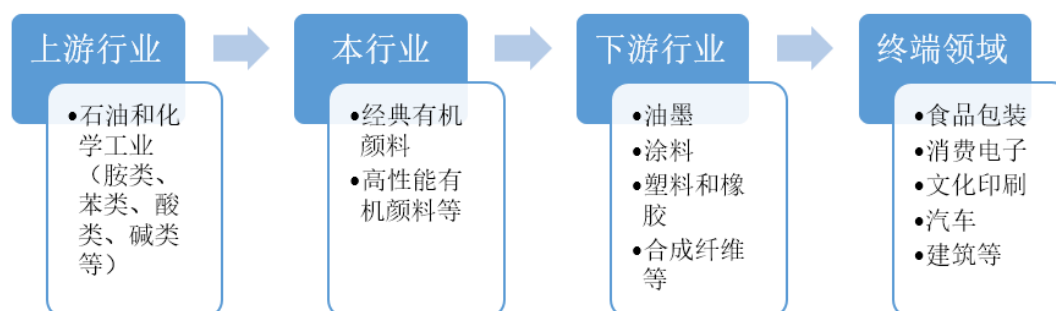 上游行业
•石油和化
学工业
（胺类、
苯类、酸
类、碱类
等）
本行业
•经典有机
颜料
•高性能有
机颜料等
下游行业
•油墨
•涂料
•塑料和橡
胶
•合成纤维
等
终端领域
•食品包装
•消费电子
•文化印刷
•汽车
•建筑等